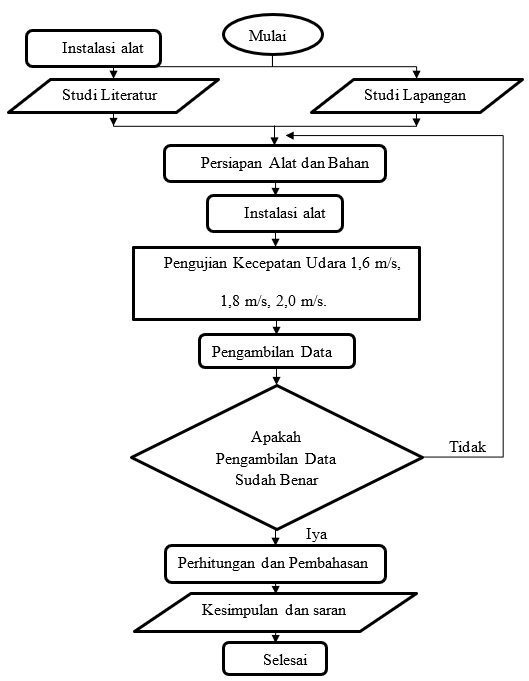 Mulai
Instalasi alat
Studi Literatur
Studi Lapangan
Persiapan Alat dan Bahan
Instalasi alat
Pengujian Kecepatan Udara 1,6 m/s,
1,8 m/s, 2,0 m/s.
Pengambilan Data
Apakah
Pengambilan Data
Sudah Benar
Tidak
Iya
Perhitungan dan Pembahasan
Kesimpulan dan saran
Selesai